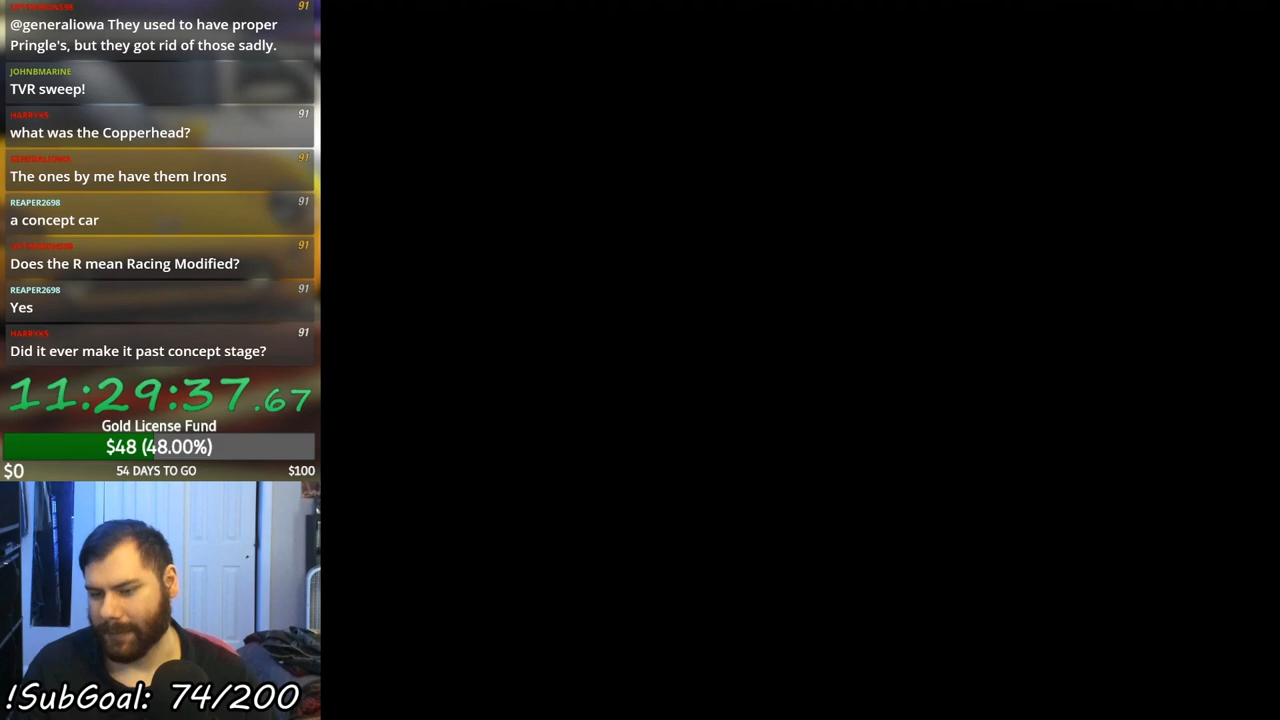 91
@generaliowa They used to have proper
Pringle's, but they got rid of those sadly.
JOHNBMARINE
TVR sweep!
HARRYK5 91
what was the Copperhead?
GENERALIOWA 91
The ones by me have them Irons
REAPER2698 91
a concept car
91
Does the R mean Racing Modified?
REAPER2698 91
Yes
HARRYK5 91
Did it ever make it past concept stage?
11:29:37.67
Gold License Fund
$48 (48.00%)
$0 54 DAYS TO GO $100
!SubGoal: 74/200